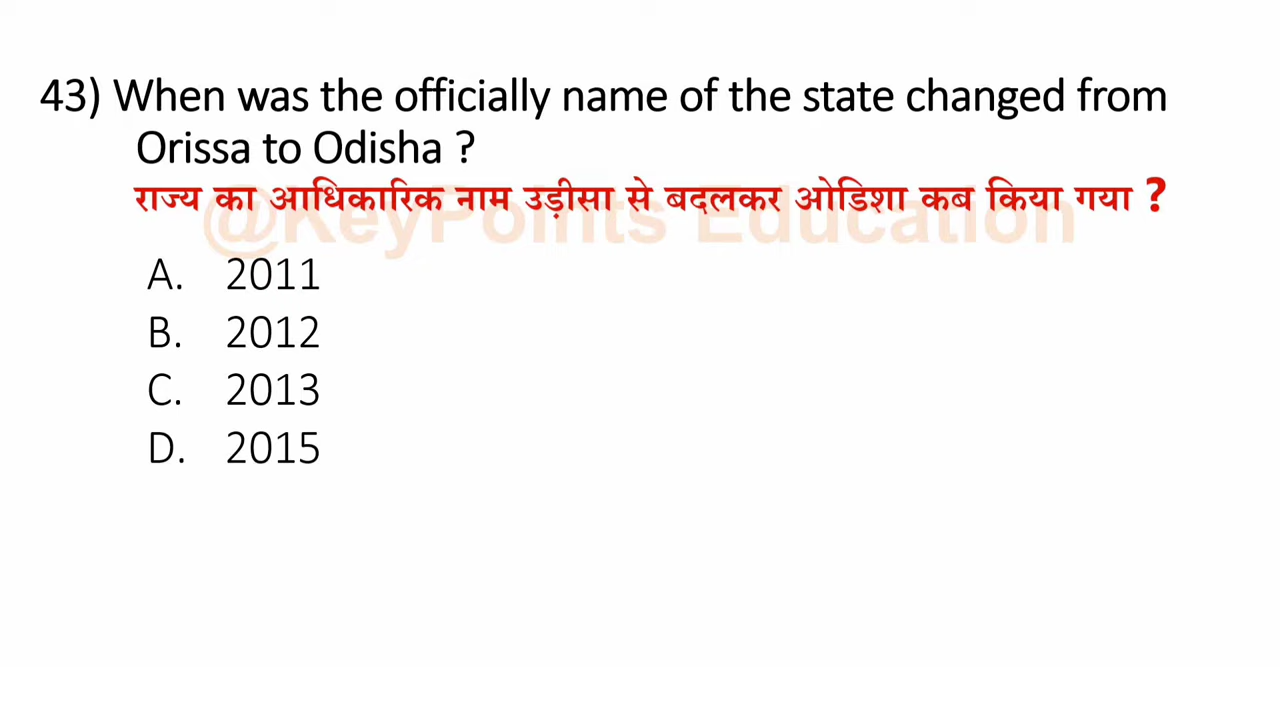 43) When was the officially name of the state changed from
Orissa to Odisha ?
राज्य का आधिकारिक नाम उड़ीसा से बदलकर ओडिशा कब किया गया ?
@KeyPoints Education
A. 2011
B. 2012
C. 2013
D. 2015